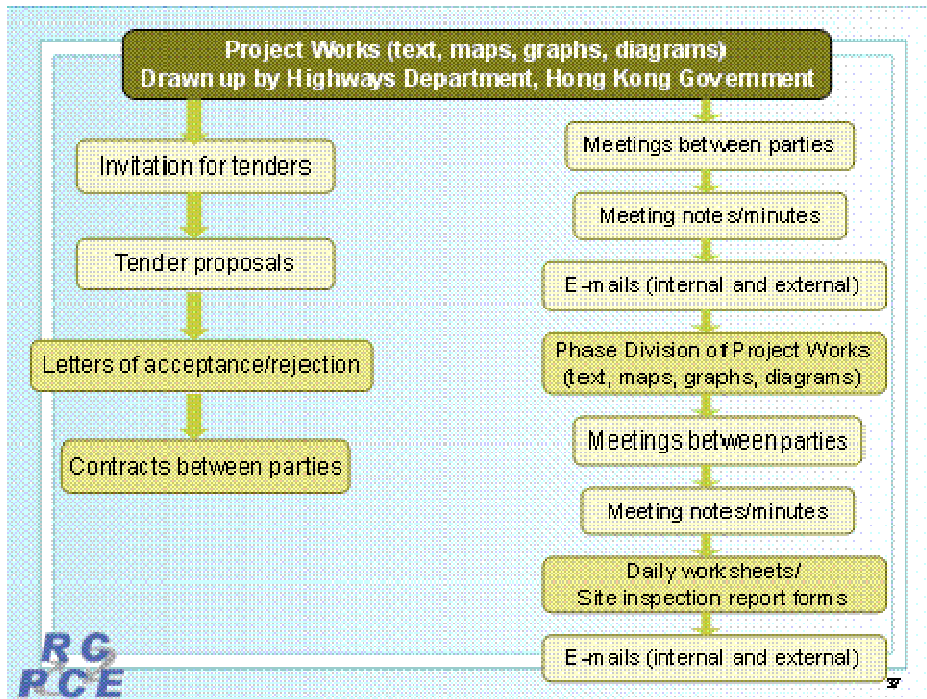 Project Works (text, maps, graphs, diagrams)
Drawn up by Highways Department, Hong Kong Government
Invitation for tenders
Tender proposals
Letters of acceptance/rejection
Contracts between parties
Meetings between parties
Meeting notes/minutes
E-mails (internal and external)
Phase Division of Project Works
(text, maps, graphs, diagrams)
Meetings between parties
Meeting notes/minutes
Daily worksheets/
Site inspection report forms
E-mails (internal and external)
RC
PCE
37